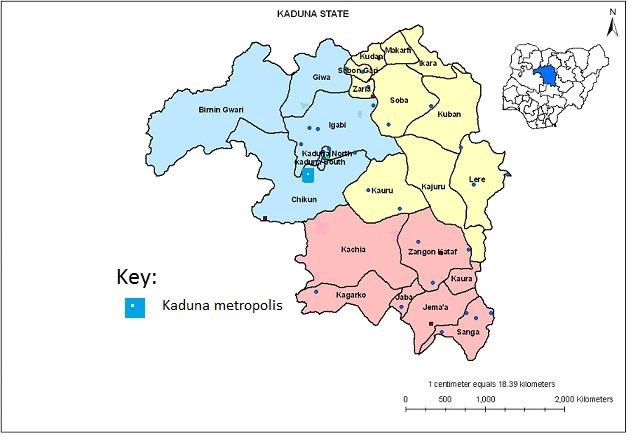 KADUNA STATE
N
Makarfi
Kudan
Ikara
Sabon Gari
Giwa
Zaria
Soba
Birnin Gwari
Kuban
Igabi
Kaduna North
Kaduna South
Lere
Kauru
Kajuru
Chikun
Kachia
Zangon Kataf
Kaura
Key:
Kagarko
Jaba
Kaduna metropolis
Jema'a
Sanga
1 centimeter equals 18.39 kilometers
0 500 1,000 2,000 Kilometers